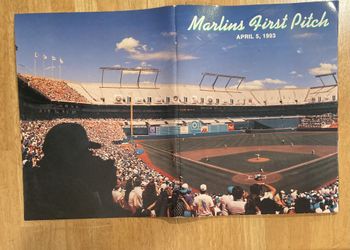 Marlins First Pitch
APRIL 5, 1993